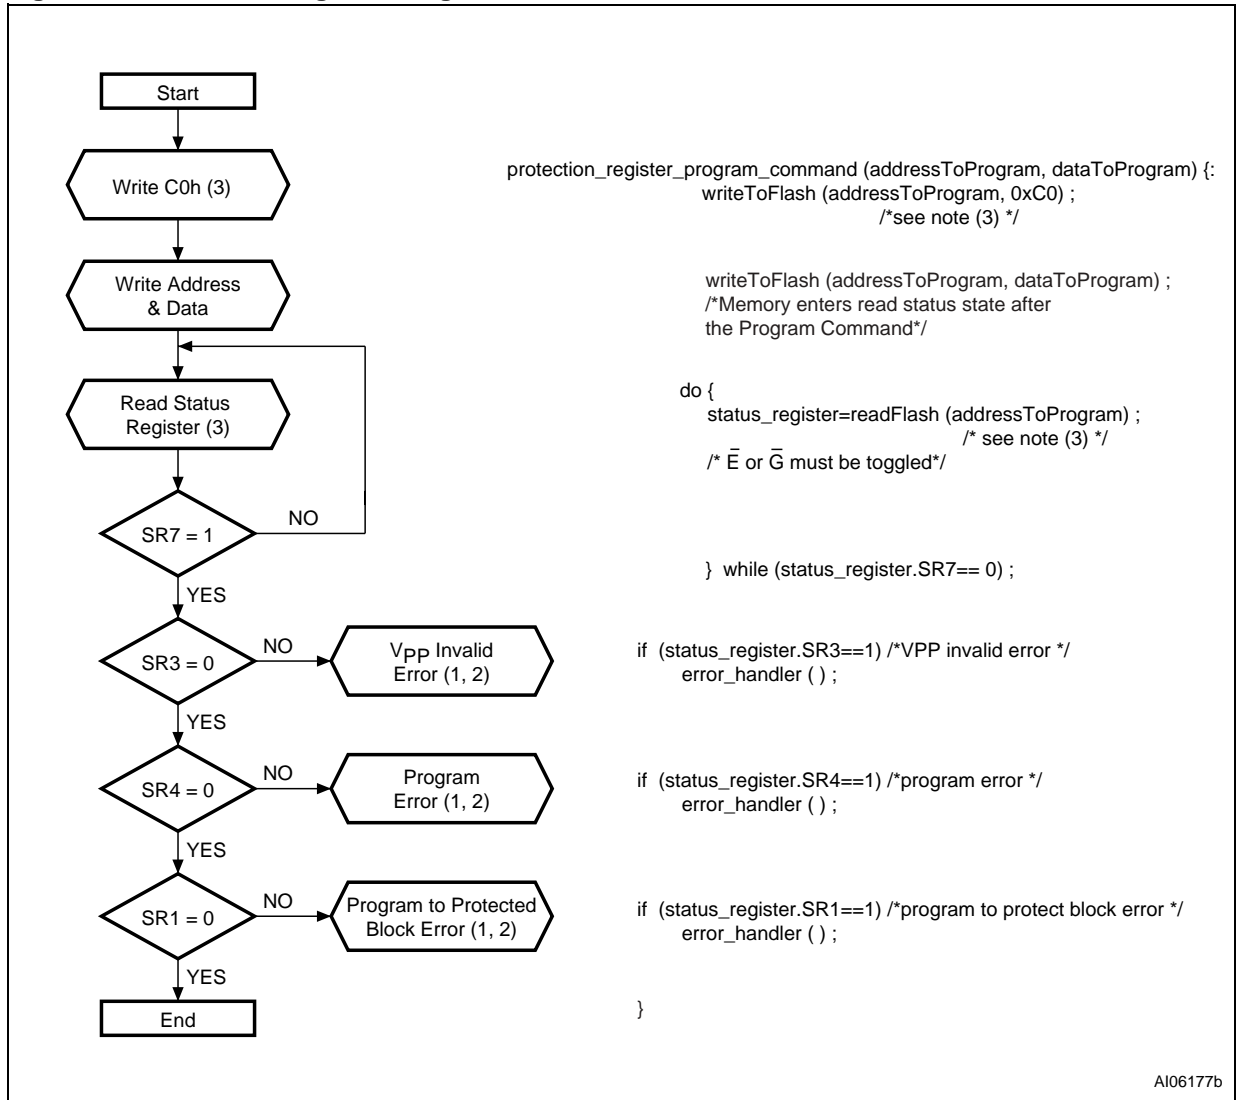 Start
Write C0h (3)
protection_register_program_command (addressToProgram, dataToProgram) {:
writeToFlash (addressToProgram, 0xC0) ;
/*see note (3) */
Write Address
& Data
writeToFlash (addressToProgram, dataToProgram) ;
/*Memory enters read status state after
the Program Command*/
Read Status
Register (3)
do {
status_register=readFlash (addressToProgram) ;
/* see note (3) */
/* E̅ or G̅ must be toggled*/
SR7 = 1
NO
YES
} while (status_register.SR7== 0) ;
SR3 = 0
NO
YES
VPP Invalid
Error (1, 2)
if (status_register.SR3==1) /*VPP invalid error */
error_handler ( ) ;
SR4 = 0
NO
YES
Program
Error (1, 2)
if (status_register.SR4==1) /*program error */
error_handler ( ) ;
SR1 = 0
NO
YES
Program to Protected
Block Error (1, 2)
if (status_register.SR1==1) /*program to protect block error */
error_handler ( ) ;
End
}
AI06177b